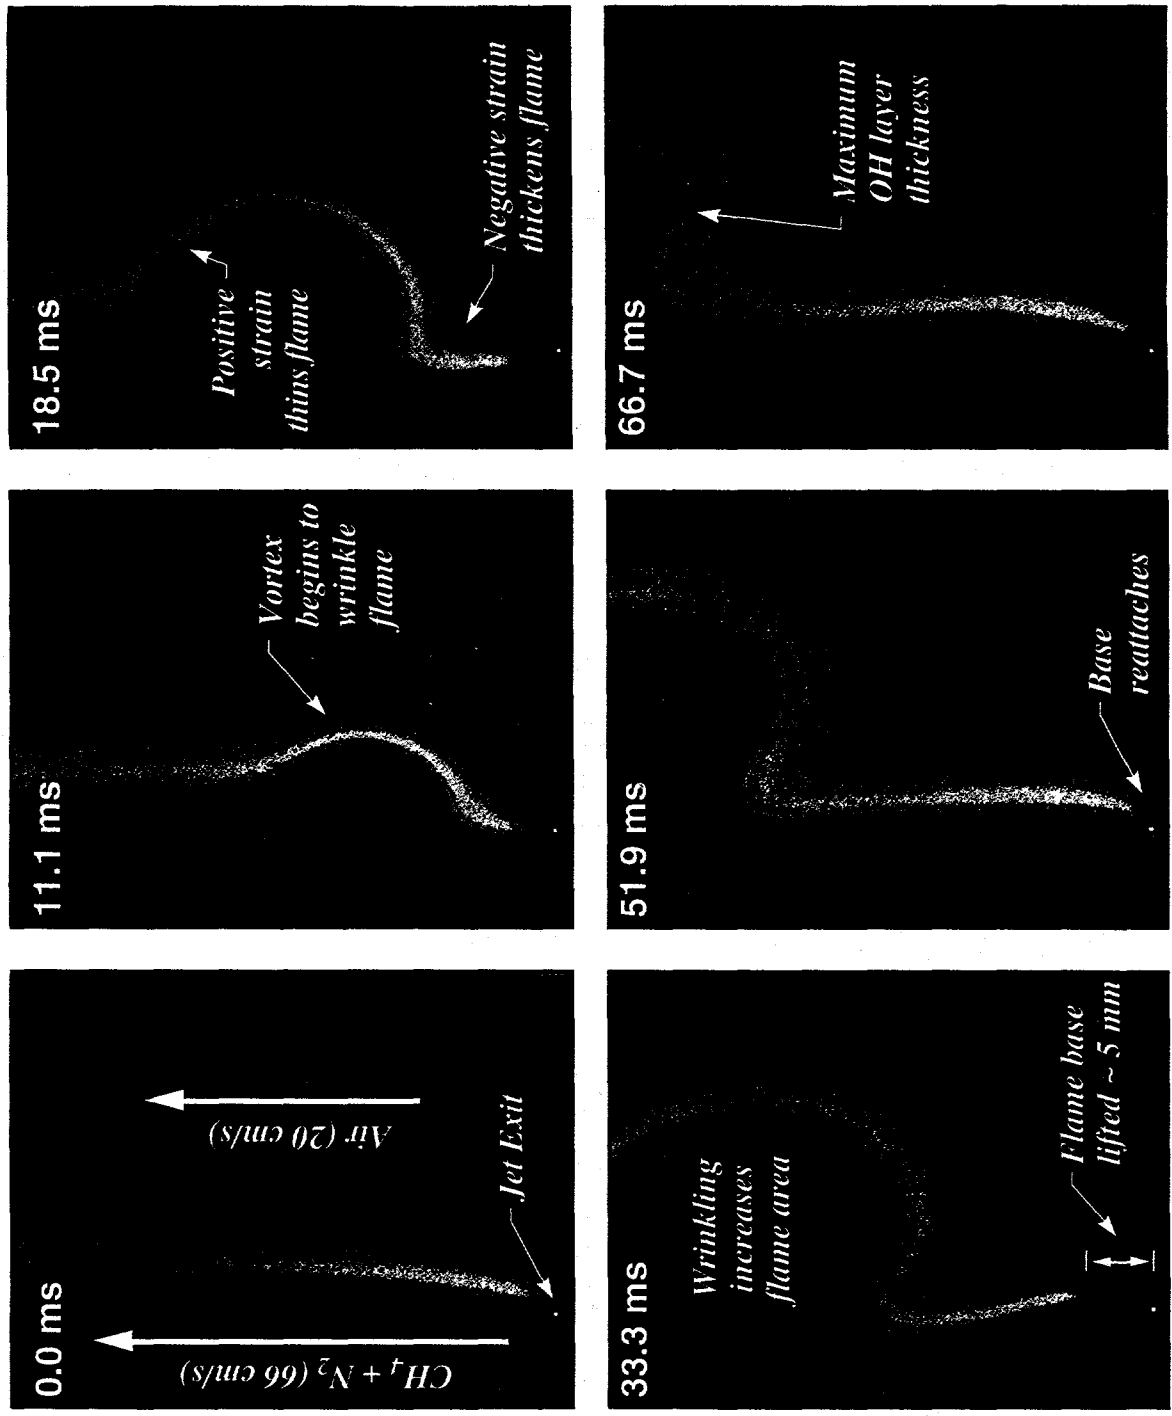 0.0 ms
CH₄ + N₂ (66 cm/s)
Air (20 cm/s)
Jet Exit
11.1 ms
Vortex
begins to
wrinkle
flame
18.5 ms
Positive
strain
thins flame
Negative strain
thickens flame
33.3 ms
Wrinkling
increases
flame area
Flame base
lifted ~ 5 mm
51.9 ms
Base
reattaches
66.7 ms
Maximum
OH layer
thickness